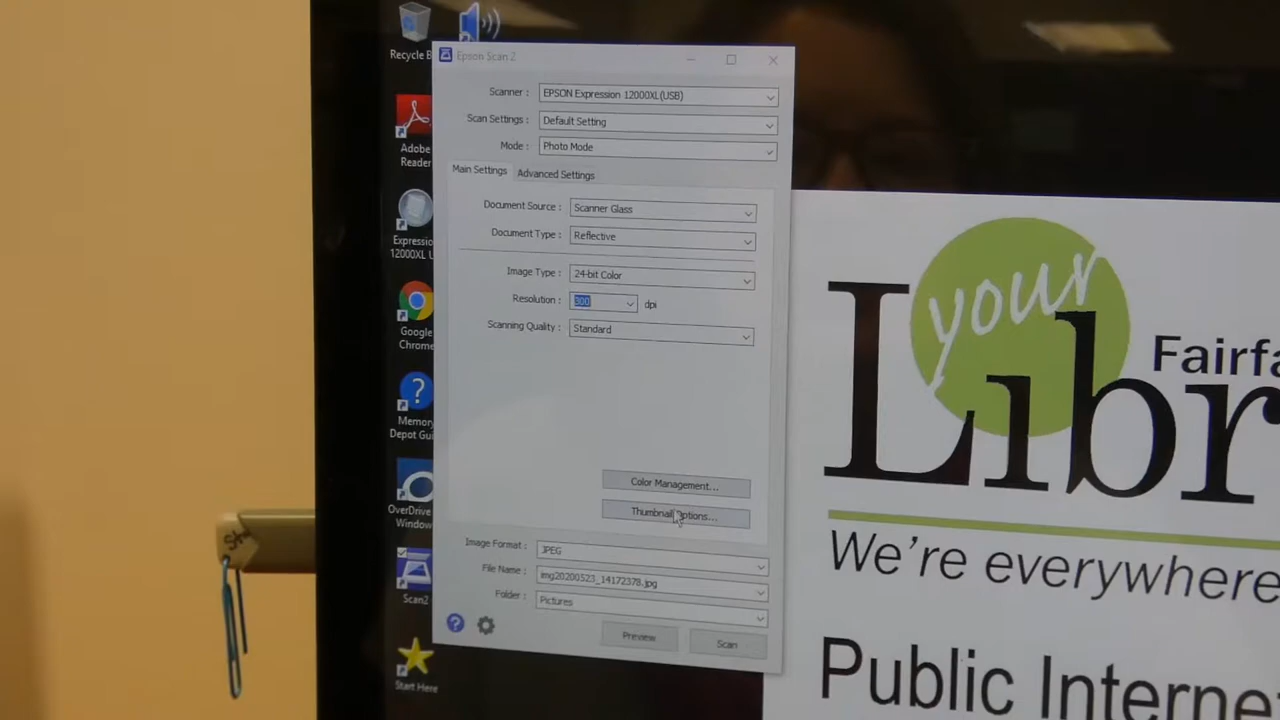 Recycle B
Epson Scan 2
Scanner :
EPSON Expression 12000XL(USB)
Scan Settings :
Default Setting
Mode :
Photo Mode
Adobe
Reader
Main Settings
Advanced Settings
Document Source :
Scanner Glass
Document Type :
Reflective
Expressio
12000XL U
Image Type :
24-bit Color
Resolution :
300
dpi
Scanning Quality :
Standard
Google
Chrome
Memory
Depot Gui
Color Management...
Thumbnail Options...
OverDrive
Window
Image Format :
JPEG
File Name :
img20200523_14172378.jpg
Folder :
Pictures
Scan2
Preview
Scan
Start Here
your
Libr
Fairfa
We're everywhere
Public Interne